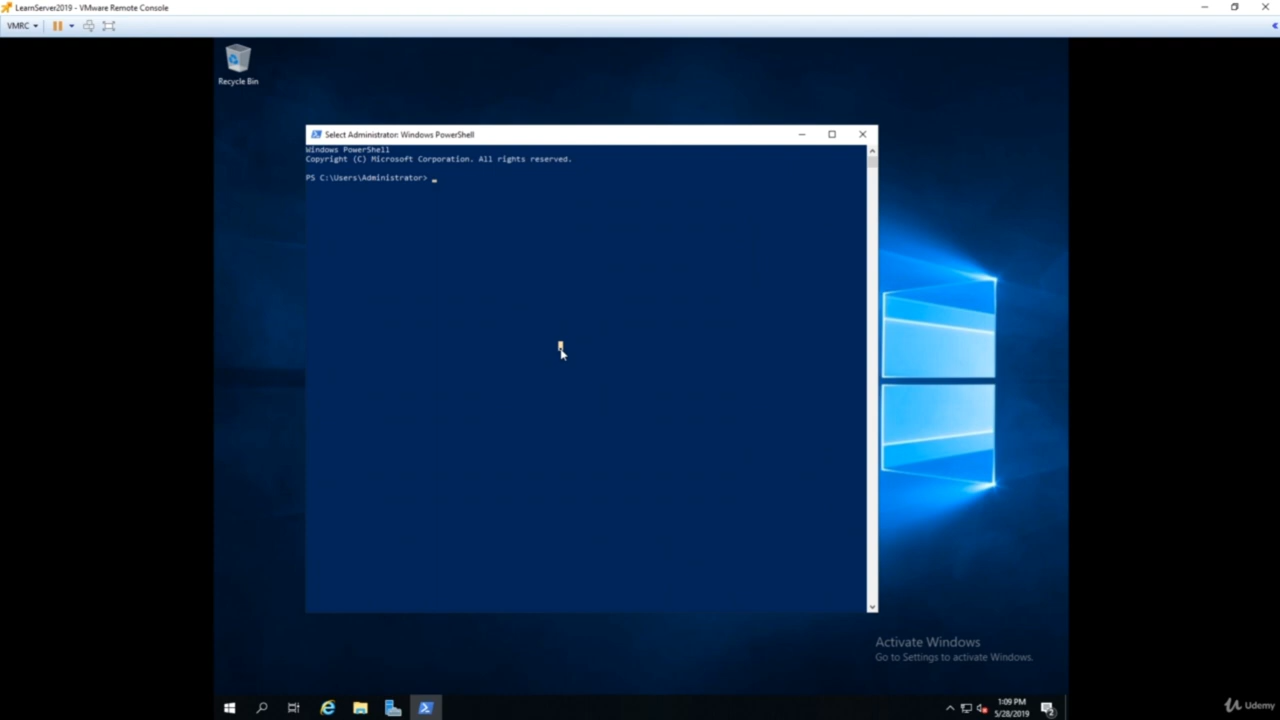 LearnServer2019 - VMware Remote Console
VMRC
Recycle Bin
Select Administrator: Windows PowerShell
Windows PowerShell
Copyright (C) Microsoft Corporation. All rights reserved.
PS C:\Users\Administrator> _
Activate Windows
Go to Settings to activate Windows.
1:09 PM
5/28/2019
2
Udemy